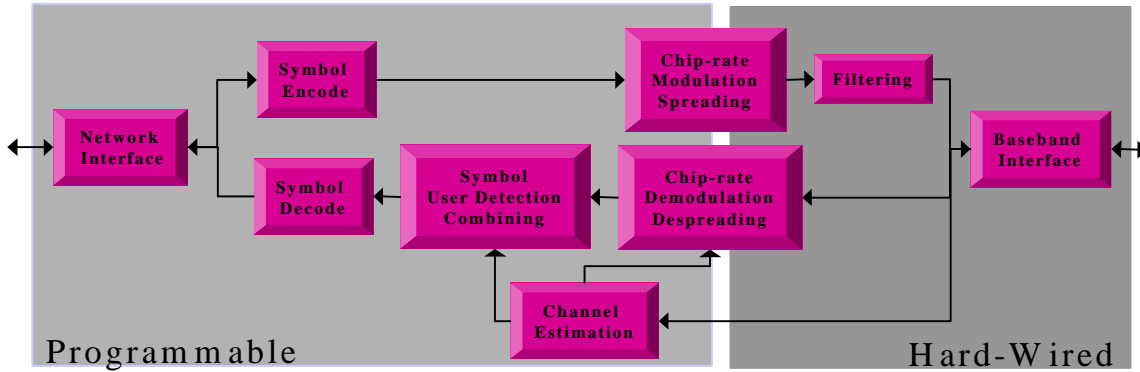 Symbol
Encode
Chip-rate
Modulation
Spreading
Filtering
Network
Interface
Baseband
Interface
Symbol
Decode
Symbol
User Detection
Combining
Chip-rate
Demodulation
Despreading
Channel
Estimation
Programmable
Hard-Wired